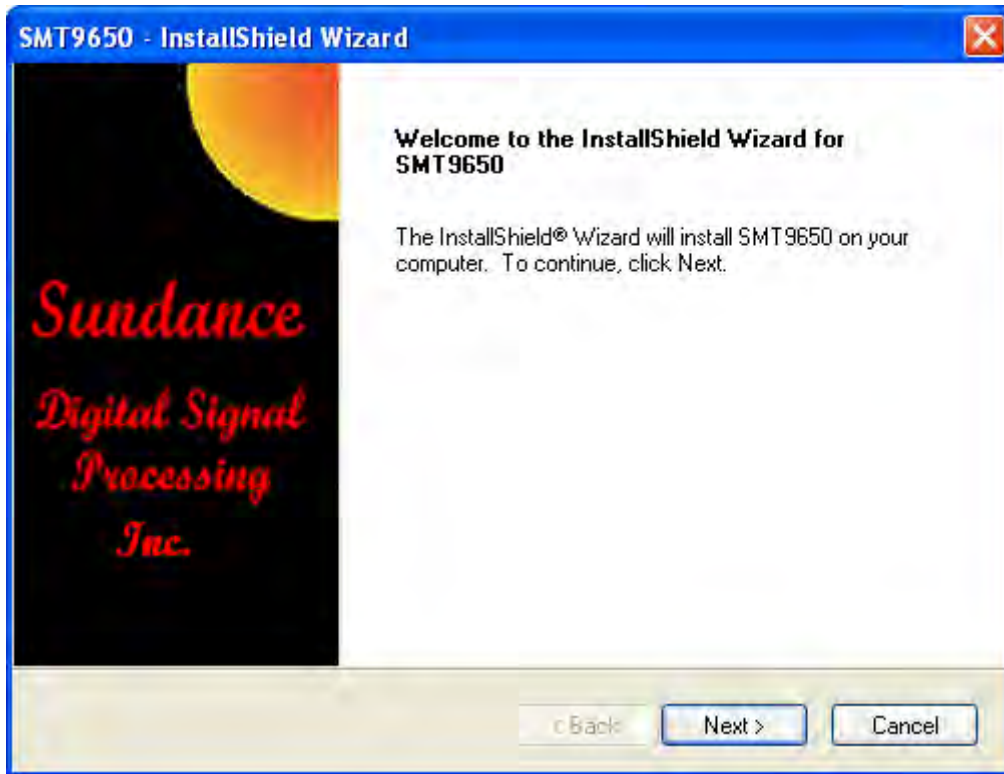 SMT9650 - InstallShield Wizard
Welcome to the InstallShield Wizard for
SMT9650
The InstallShield® Wizard will install SMT9650 on your
computer. To continue, click Next.
Sundance
Digital Signal
Processing
Inc.
< Back
Next >
Cancel